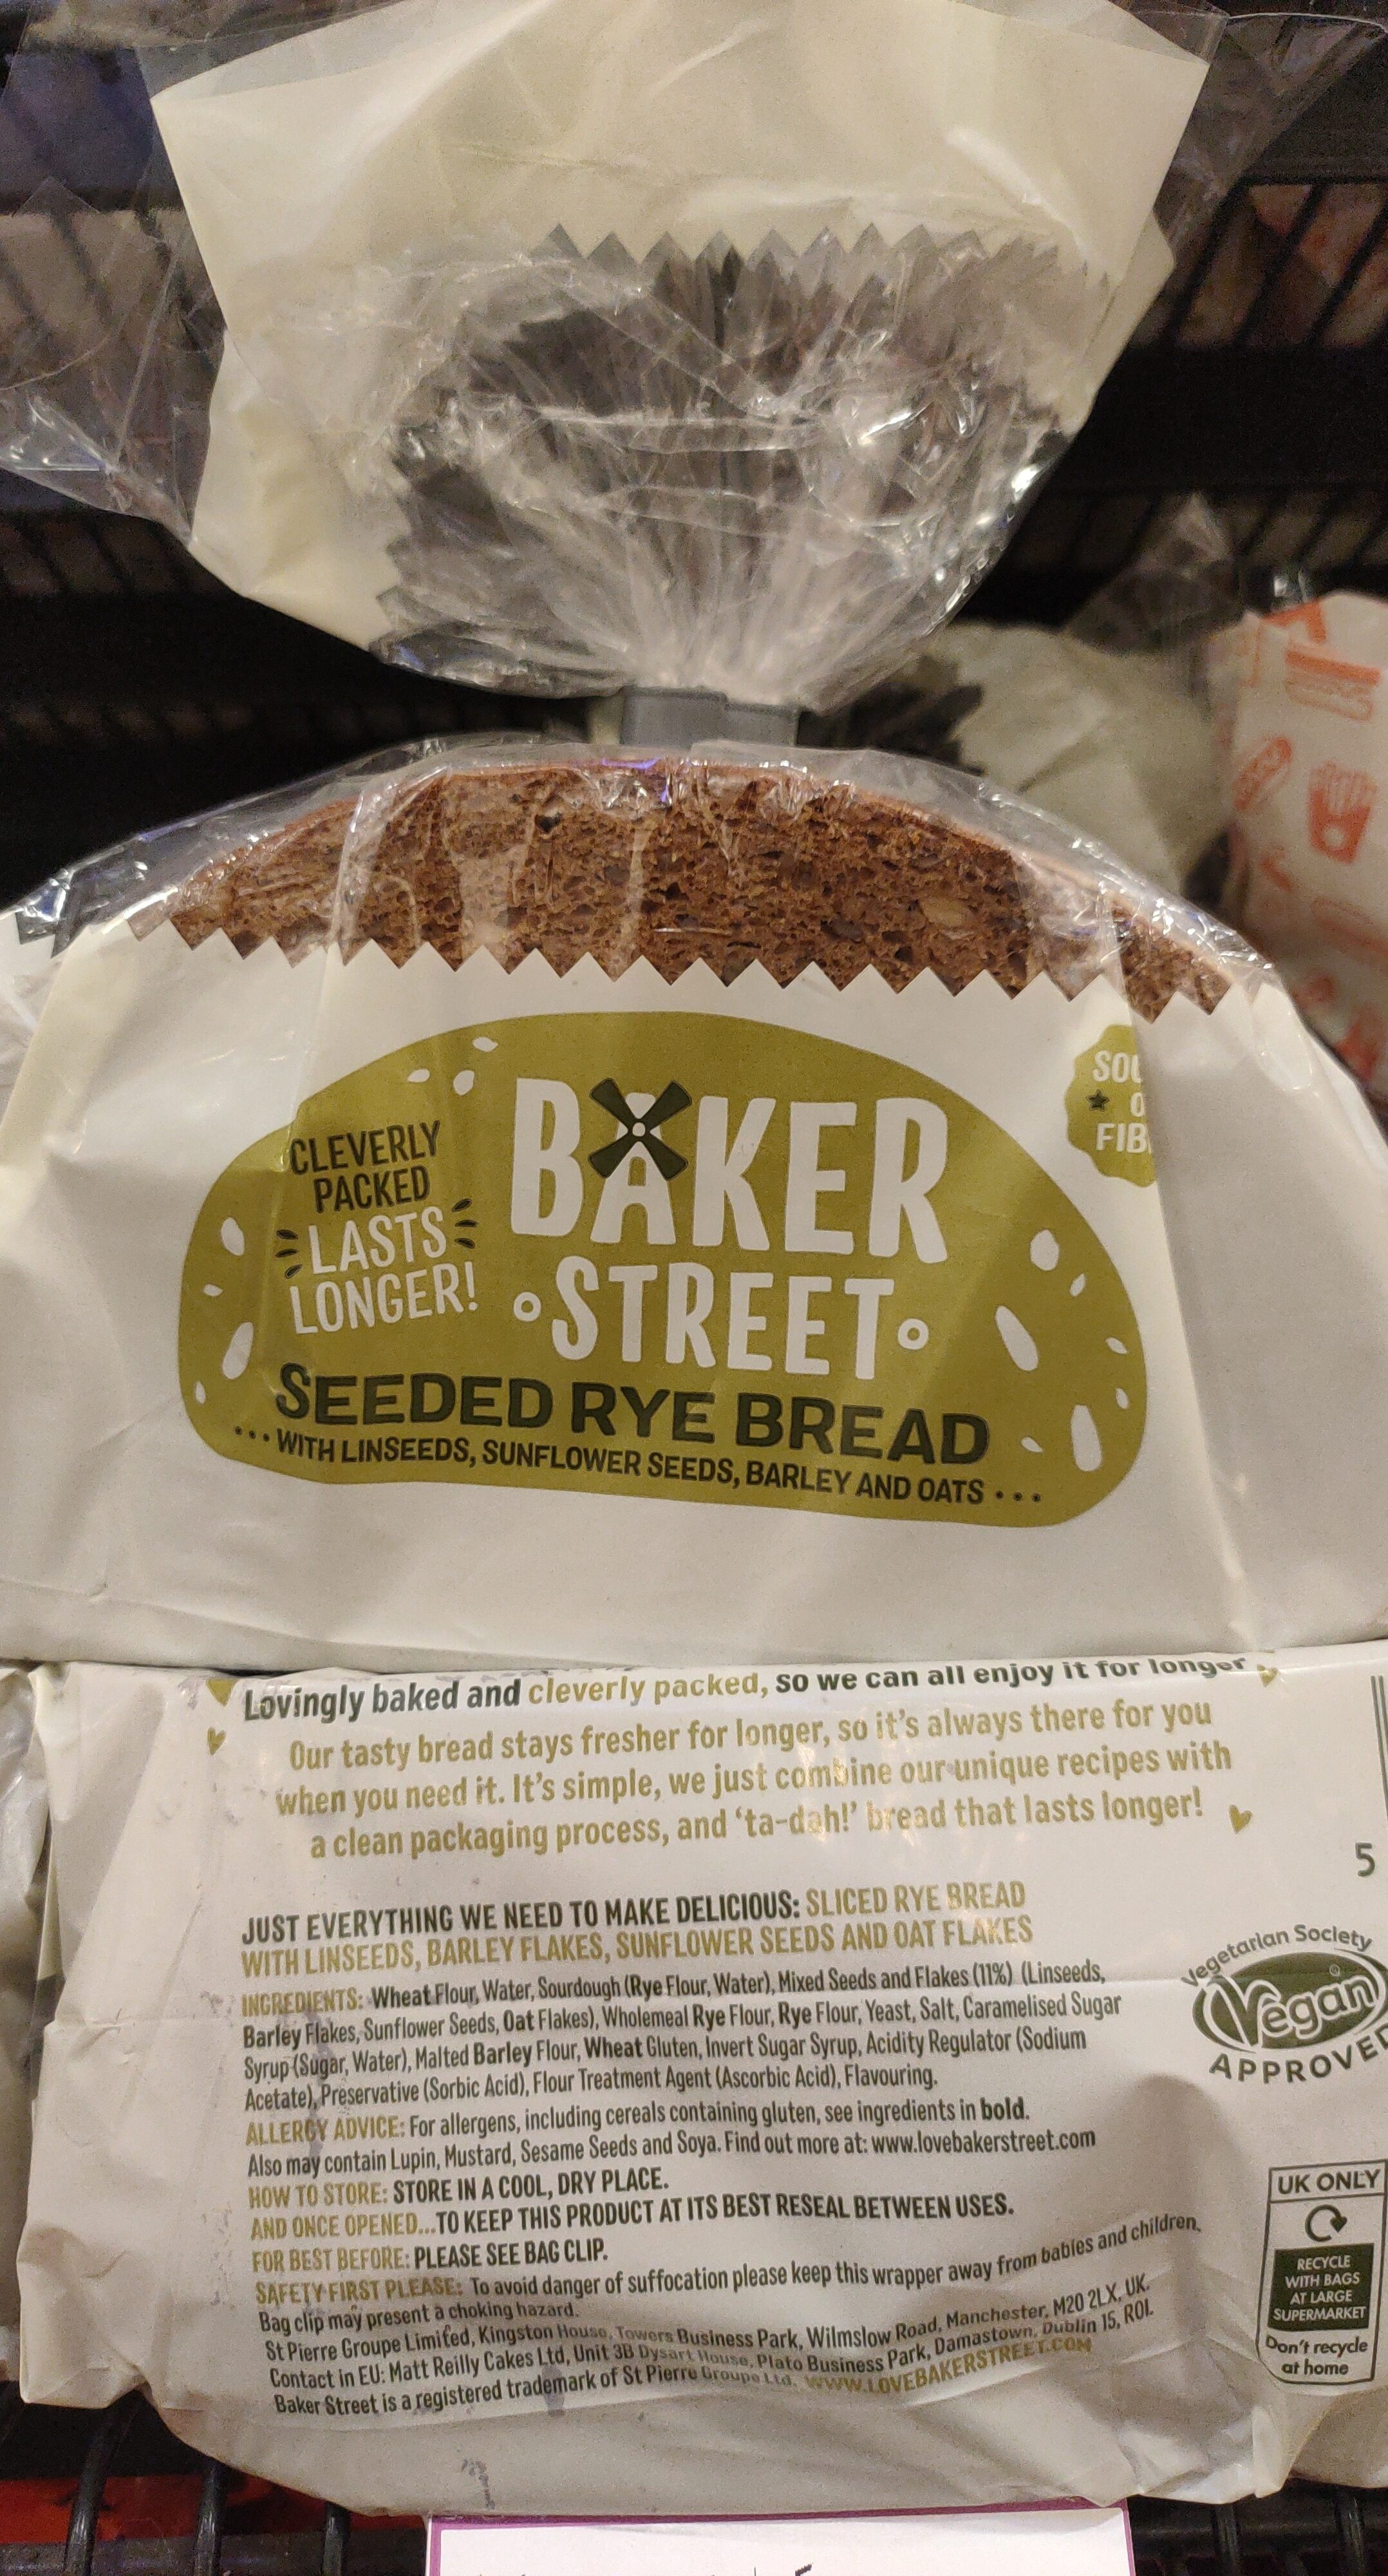 CLEVERLY
PACKED
LASTS
LONGER!
BAKER
STREET
SEEDED RYE BREAD
...WITH LINSEEDS, SUNFLOWER SEEDS, BARLEY AND OATS...
SOU
O
FIB
Lovingly baked and cleverly packed, so we can all enjoy it for longer
Our tasty bread stays fresher for longer, so it's always there for you
when you need it. It's simple, we just combine our unique recipes with
a clean packaging process, and 'ta-dah!' bread that lasts longer!
5
JUST EVERYTHING WE NEED TO MAKE DELICIOUS: SLICED RYE BREAD
WITH LINSEEDS, BARLEY FLAKES, SUNFLOWER SEEDS AND OAT FLAKES
INGREDIENTS: Wheat Flour, Water, Sourdough (Rye Flour, Water), Mixed Seeds and Flakes (11%) (Linseeds,
Barley Flakes, Sunflower Seeds, Oat Flakes), Wholemeal Rye Flour, Rye Flour, Yeast, Salt, Caramelised Sugar
Syrup (Sugar, Water), Malted Barley Flour, Wheat Gluten, Invert Sugar Syrup, Acidity Regulator (Sodium
Acetate), Preservative (Sorbic Acid), Flour Treatment Agent (Ascorbic Acid), Flavouring.
ALLERGY ADVICE: For allergens, including cereals containing gluten, see ingredients in bold.
Also may contain Lupin, Mustard, Sesame Seeds and Soya. Find out more at: www.lovebakerstreet.com
HOW TO STORE: STORE IN A COOL, DRY PLACE.
AND ONCE OPENED...TO KEEP THIS PRODUCT AT ITS BEST RESEAL BETWEEN USES.
FOR BEST BEFORE: PLEASE SEE BAG CLIP.
SAFETY FIRST PLEASE: To avoid danger of suffocation please keep this wrapper away from babies and children.
Bag clip may present a choking hazard.
St Pierre Groupe Limited, Kingston House, Towers Business Park, Wilmslow Road, Manchester, M20 2LX, UK.
Contact in EU: Matt Reilly Cakes Ltd, Unit 3B Dysart House, Plato Business Park, Damastown, Dublin 15, ROI.
Baker Street is a registered trademark of St Pierre Groupe Ltd. WWW.LOVEBAKERSTREET.COM
Vegetarian Society
Vegan
APPROVED
UK ONLY
RECYCLE
WITH BAGS
AT LARGE
SUPERMARKET
Don't recycle
at home